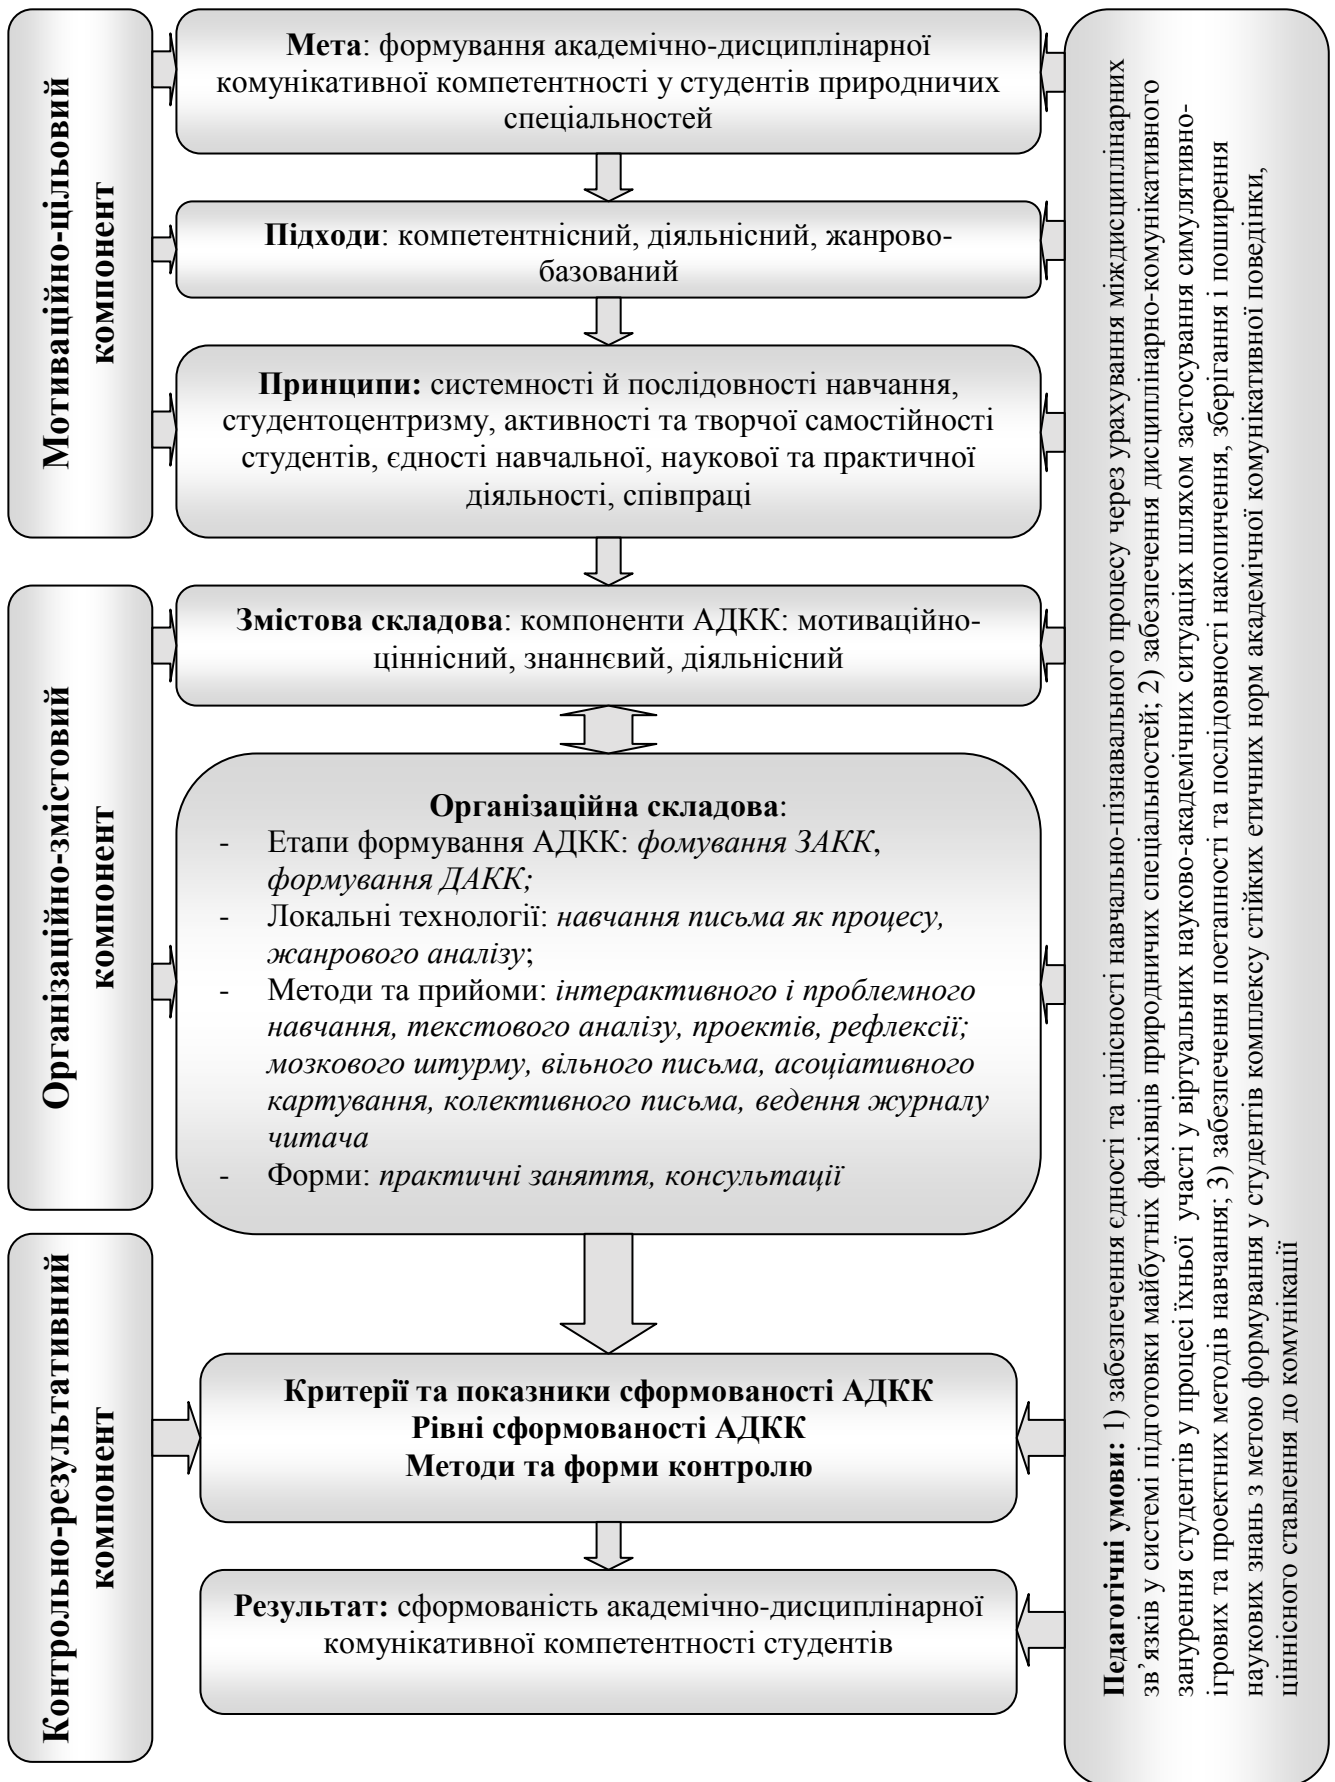 Мотиваційно-цільовий
компонент
Мета: формування академічно-дисциплінарної
комунікативної компетентності у студентів природничих
спеціальностей
Підходи: компетентнісний, діяльнісний, жанрово-
базований
Принципи: системності й послідовності навчання,
студентоцентризму, активності та творчої самостійності
студентів, єдності навчальної, наукової та практичної
діяльності, співпраці
Організаційно-змістовий
компонент
Змістова складова: компоненти АДКК: мотиваційно-
ціннісний, знаннєвий, діяльнісний
Організаційна складова:
- Етапи формування АДКК: фомування ЗАКК,
формування ДАКК;
- Локальні технології: навчання письма як процесу,
жанрового аналізу;
- Методи та прийоми: інтерактивного і проблемного
навчання, текстового аналізу, проектів, рефлексії;
мозкового штурму, вільного письма, асоціативного
картування, колективного письма, ведення журналу
читача
- Форми: практичні заняття, консультації
Контрольно-результативний
компонент
Критерії та показники сформованості АДКК
Рівні сформованості АДКК
Методи та форми контролю
Результат: сформованість академічно-дисциплінарної
комунікативної компетентності студентів
Педагогічні умови: 1) забезпечення єдності та цілісності навчально-пізнавального процесу через урахування міждисциплінарних
зв’язків у системі підготовки майбутніх фахівців природничих спеціальностей; 2) забезпечення дисциплінарно-комунікативного
занурення студентів у процесі їхньої участі у віртуальних науково-академічних ситуаціях шляхом застосування симулятивно-
ігрових та проектних методів навчання; 3) забезпечення поетапності та послідовності накопичення, зберігання і поширення
наукових знань з метою формування у студентів комплексу стійких етичних норм академічної комунікативної поведінки,
ціннісного ставлення до комунікації